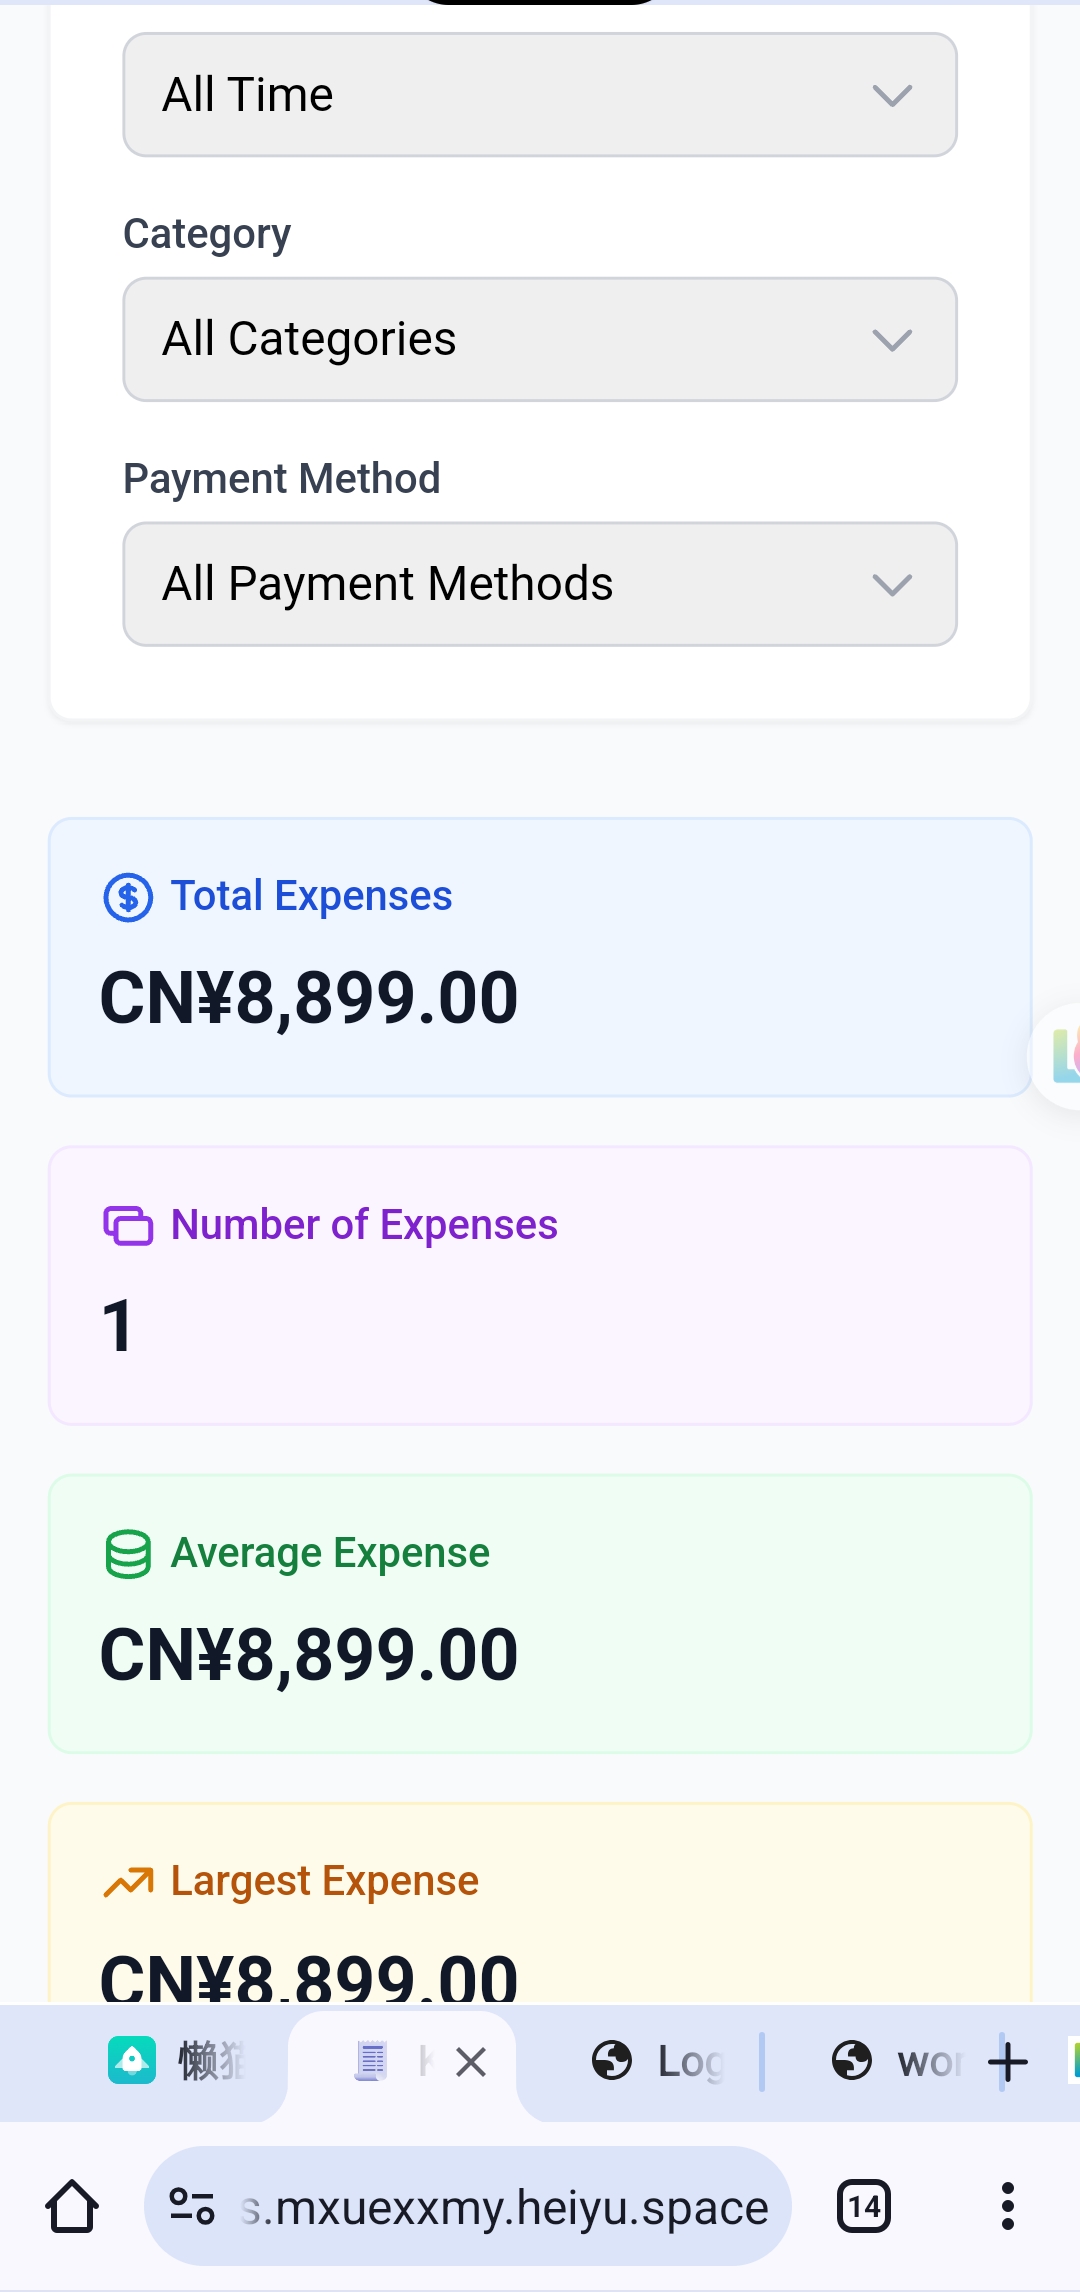 All Time
Category
All Categories
Payment Method
All Payment Methods
Total Expenses
CN¥8,899.00
Number of Expenses
1
Average Expense
CN¥8,899.00
Largest Expense
CN¥8,899.00
懒猫
K
Log
wor
s.mxuexxmy.heiyu.space
14